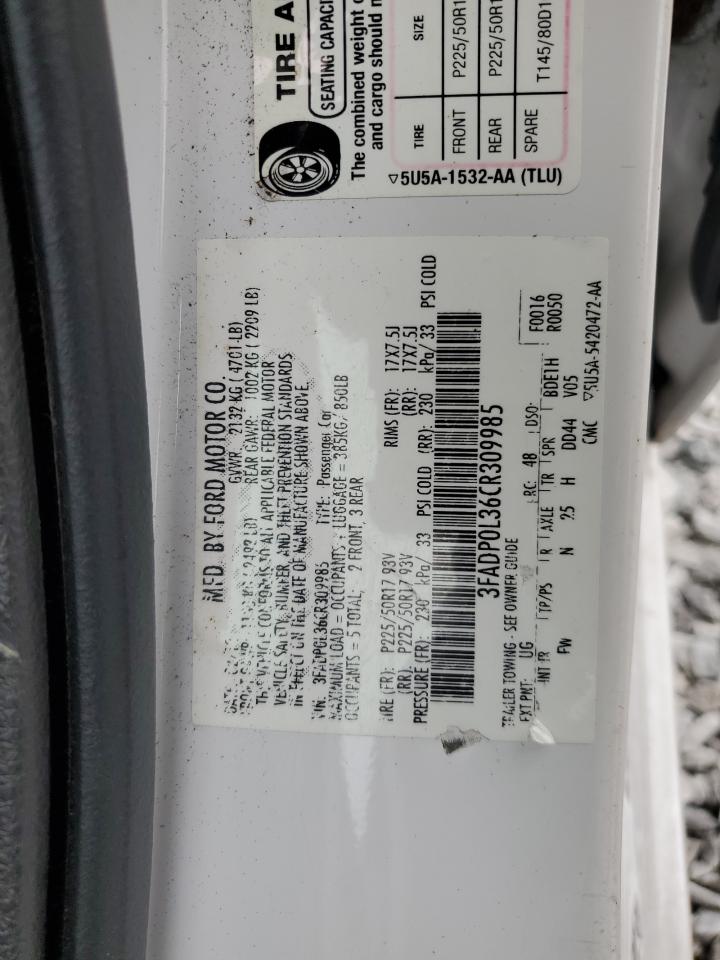 TIRE A
SEATING CAPACI
The combined weight o
and cargo should n
TIRE SIZE
FRONT P225/50R1
REAR P225/50R1
SPARE T145/80D1
5U5A-1532-AA (TLU)
MFD. BY FORD MOTOR CO.
GVWR: 2132 KG ( 4701 LB)
REAR GAWR: 1002 KG ( 2209 LB)
THIS VEHICLE CONFORMS TO ALL APPLICABLE FEDERAL MOTOR
VEHICLE SAFETY, BUMPER, AND THEFT PREVENTION STANDARDS
IN EFFECT ON THE DATE OF MANUFACTURE SHOWN ABOVE.
VIN: 3FADP0L36CR309985 TYPE: Passenger Car
MAXIMUM LOAD = OCCUPANTS + LUGGAGE = 385KG/ 850LB
OCCUPANTS = 5 TOTAL: 2 FRONT, 3 REAR
TIRE (FR): P225/50R17 93V RIMS (FR): 17X7.5J
(RR): P225/50R17 93V (RR): 17X7.5J
PRESSURE (FR): 230 kPa/ 33 PSI COLD (RR): 230 kPa/ 33 PSI COLD
3FADP0L36CR309985
TRAILER TOWING - SEE OWNER GUIDE
EXT PNT: UG RC: 48 DSO: F0016
R0050
INT TR TP/PS R AXLE TR SPR BDE1H
FW N 25 H DD44 V05
CMC 5U5A-5420472-AA